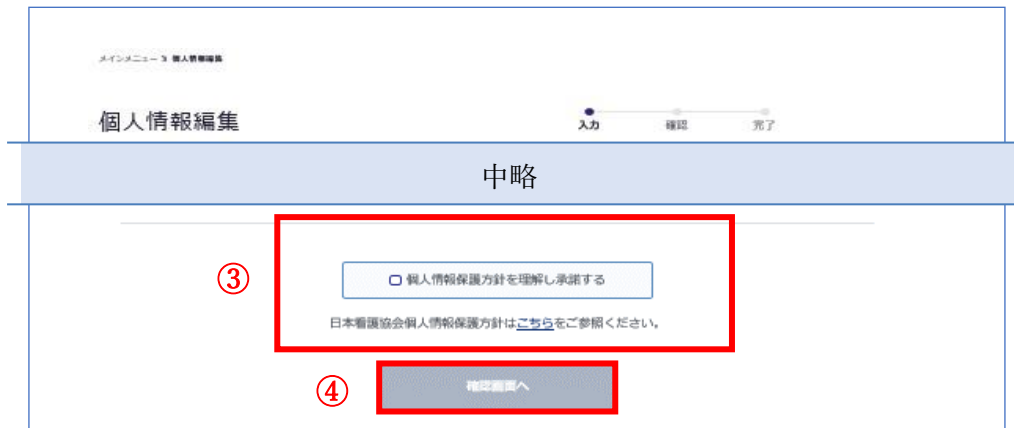 メインメニュー > 個人情報編集
個人情報編集
入力 確認 完了
中略
③
個人情報保護方針を理解し承諾する
日本看護協会個人情報保護方針はこちらをご参照ください。
④
確認画面へ